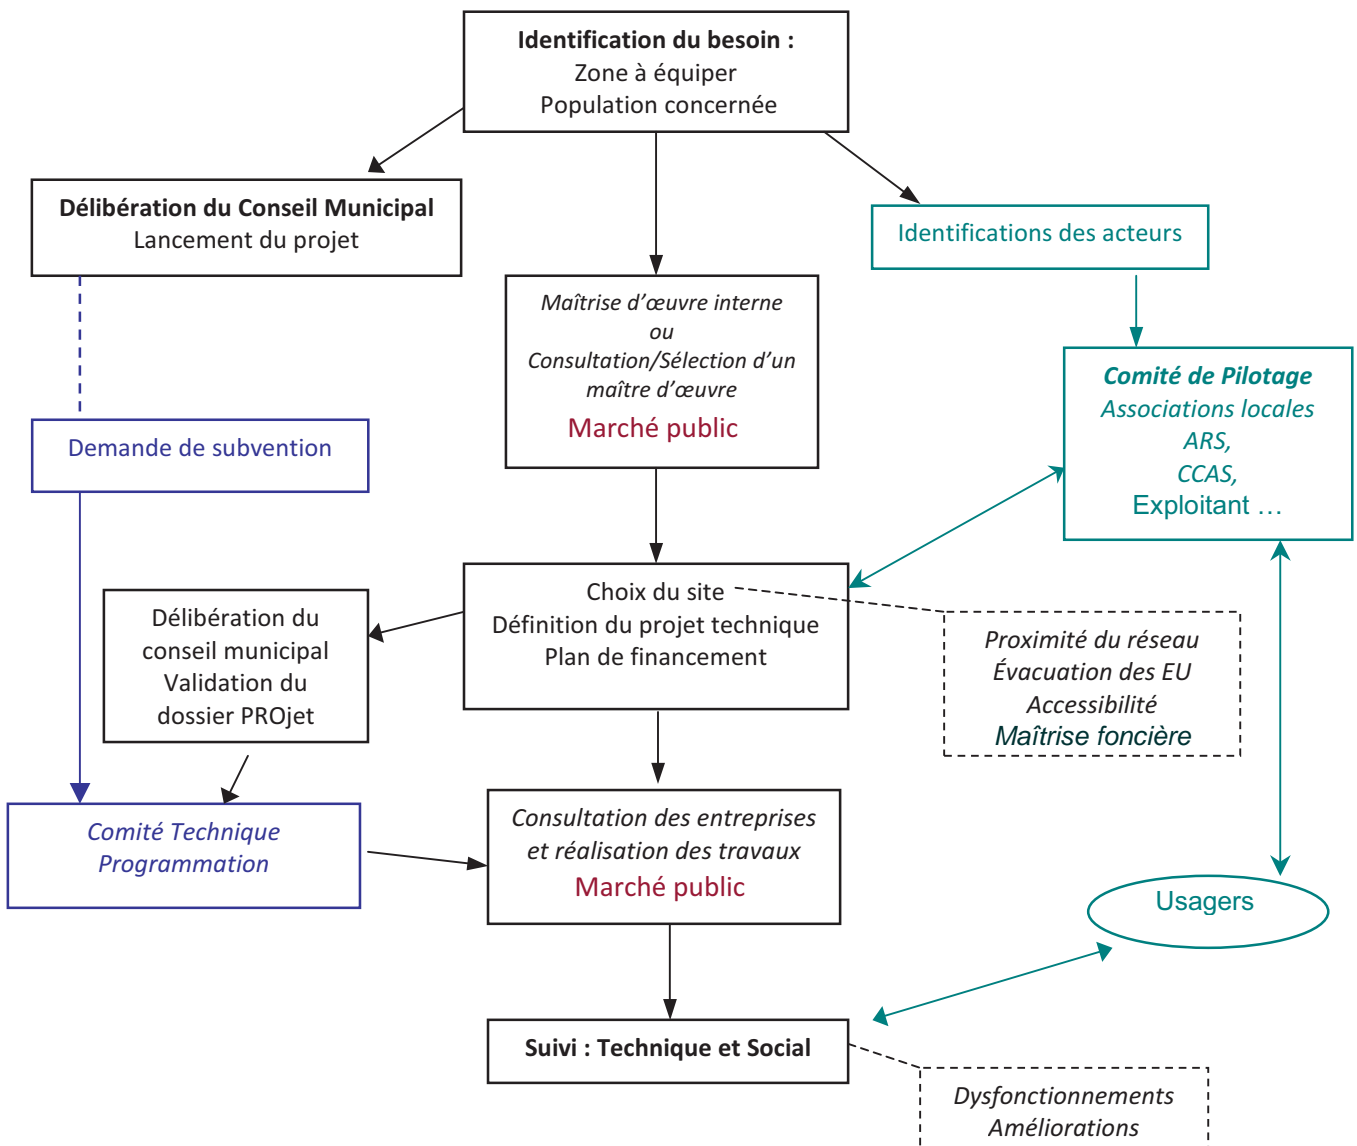 Identification du besoin :
Zone à équiper
Population concernée
Délibération du Conseil Municipal
Lancement du projet
Identifications des acteurs
Maîtrise d’œuvre interne
ou
Consultation/Sélection d’un
maître d’œuvre
Marché public
Comité de Pilotage
Associations locales
ARS,
CCAS,
Exploitant …
Demande de subvention
Choix du site
Définition du projet technique
Plan de financement
Délibération du
conseil municipal
Validation du
dossier PROjet
Proximité du réseau
Évacuation des EU
Accessibilité
Maîtrise foncière
Comité Technique
Programmation
Consultation des entreprises
et réalisation des travaux
Marché public
Usagers
Suivi : Technique et Social
Dysfonctionnements
Améliorations